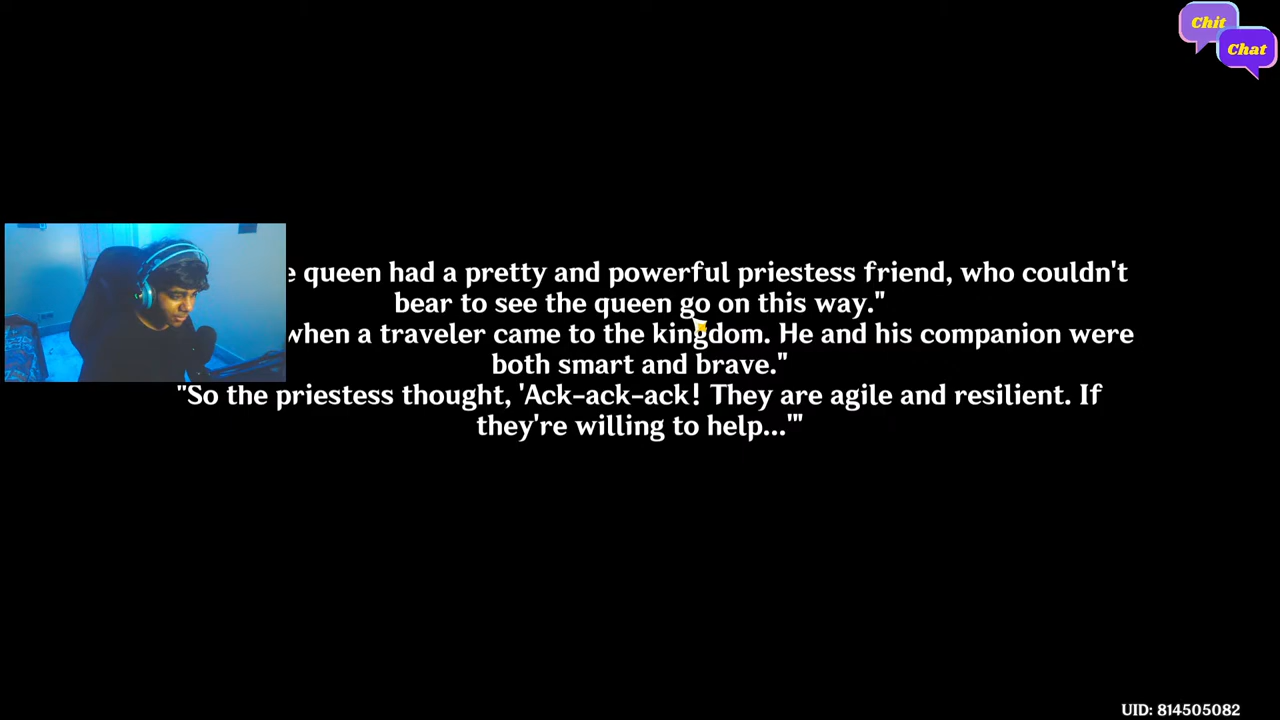 Chit
Chat
queen had a pretty and powerful priestess friend, who couldn't
bear to see the queen go on this way."
when a traveler came to the kingdom. He and his companion were
both smart and brave."
"So the priestess thought, 'Ack-ack-ack! They are agile and resilient. If
they're willing to help...'"
UID: 814505082